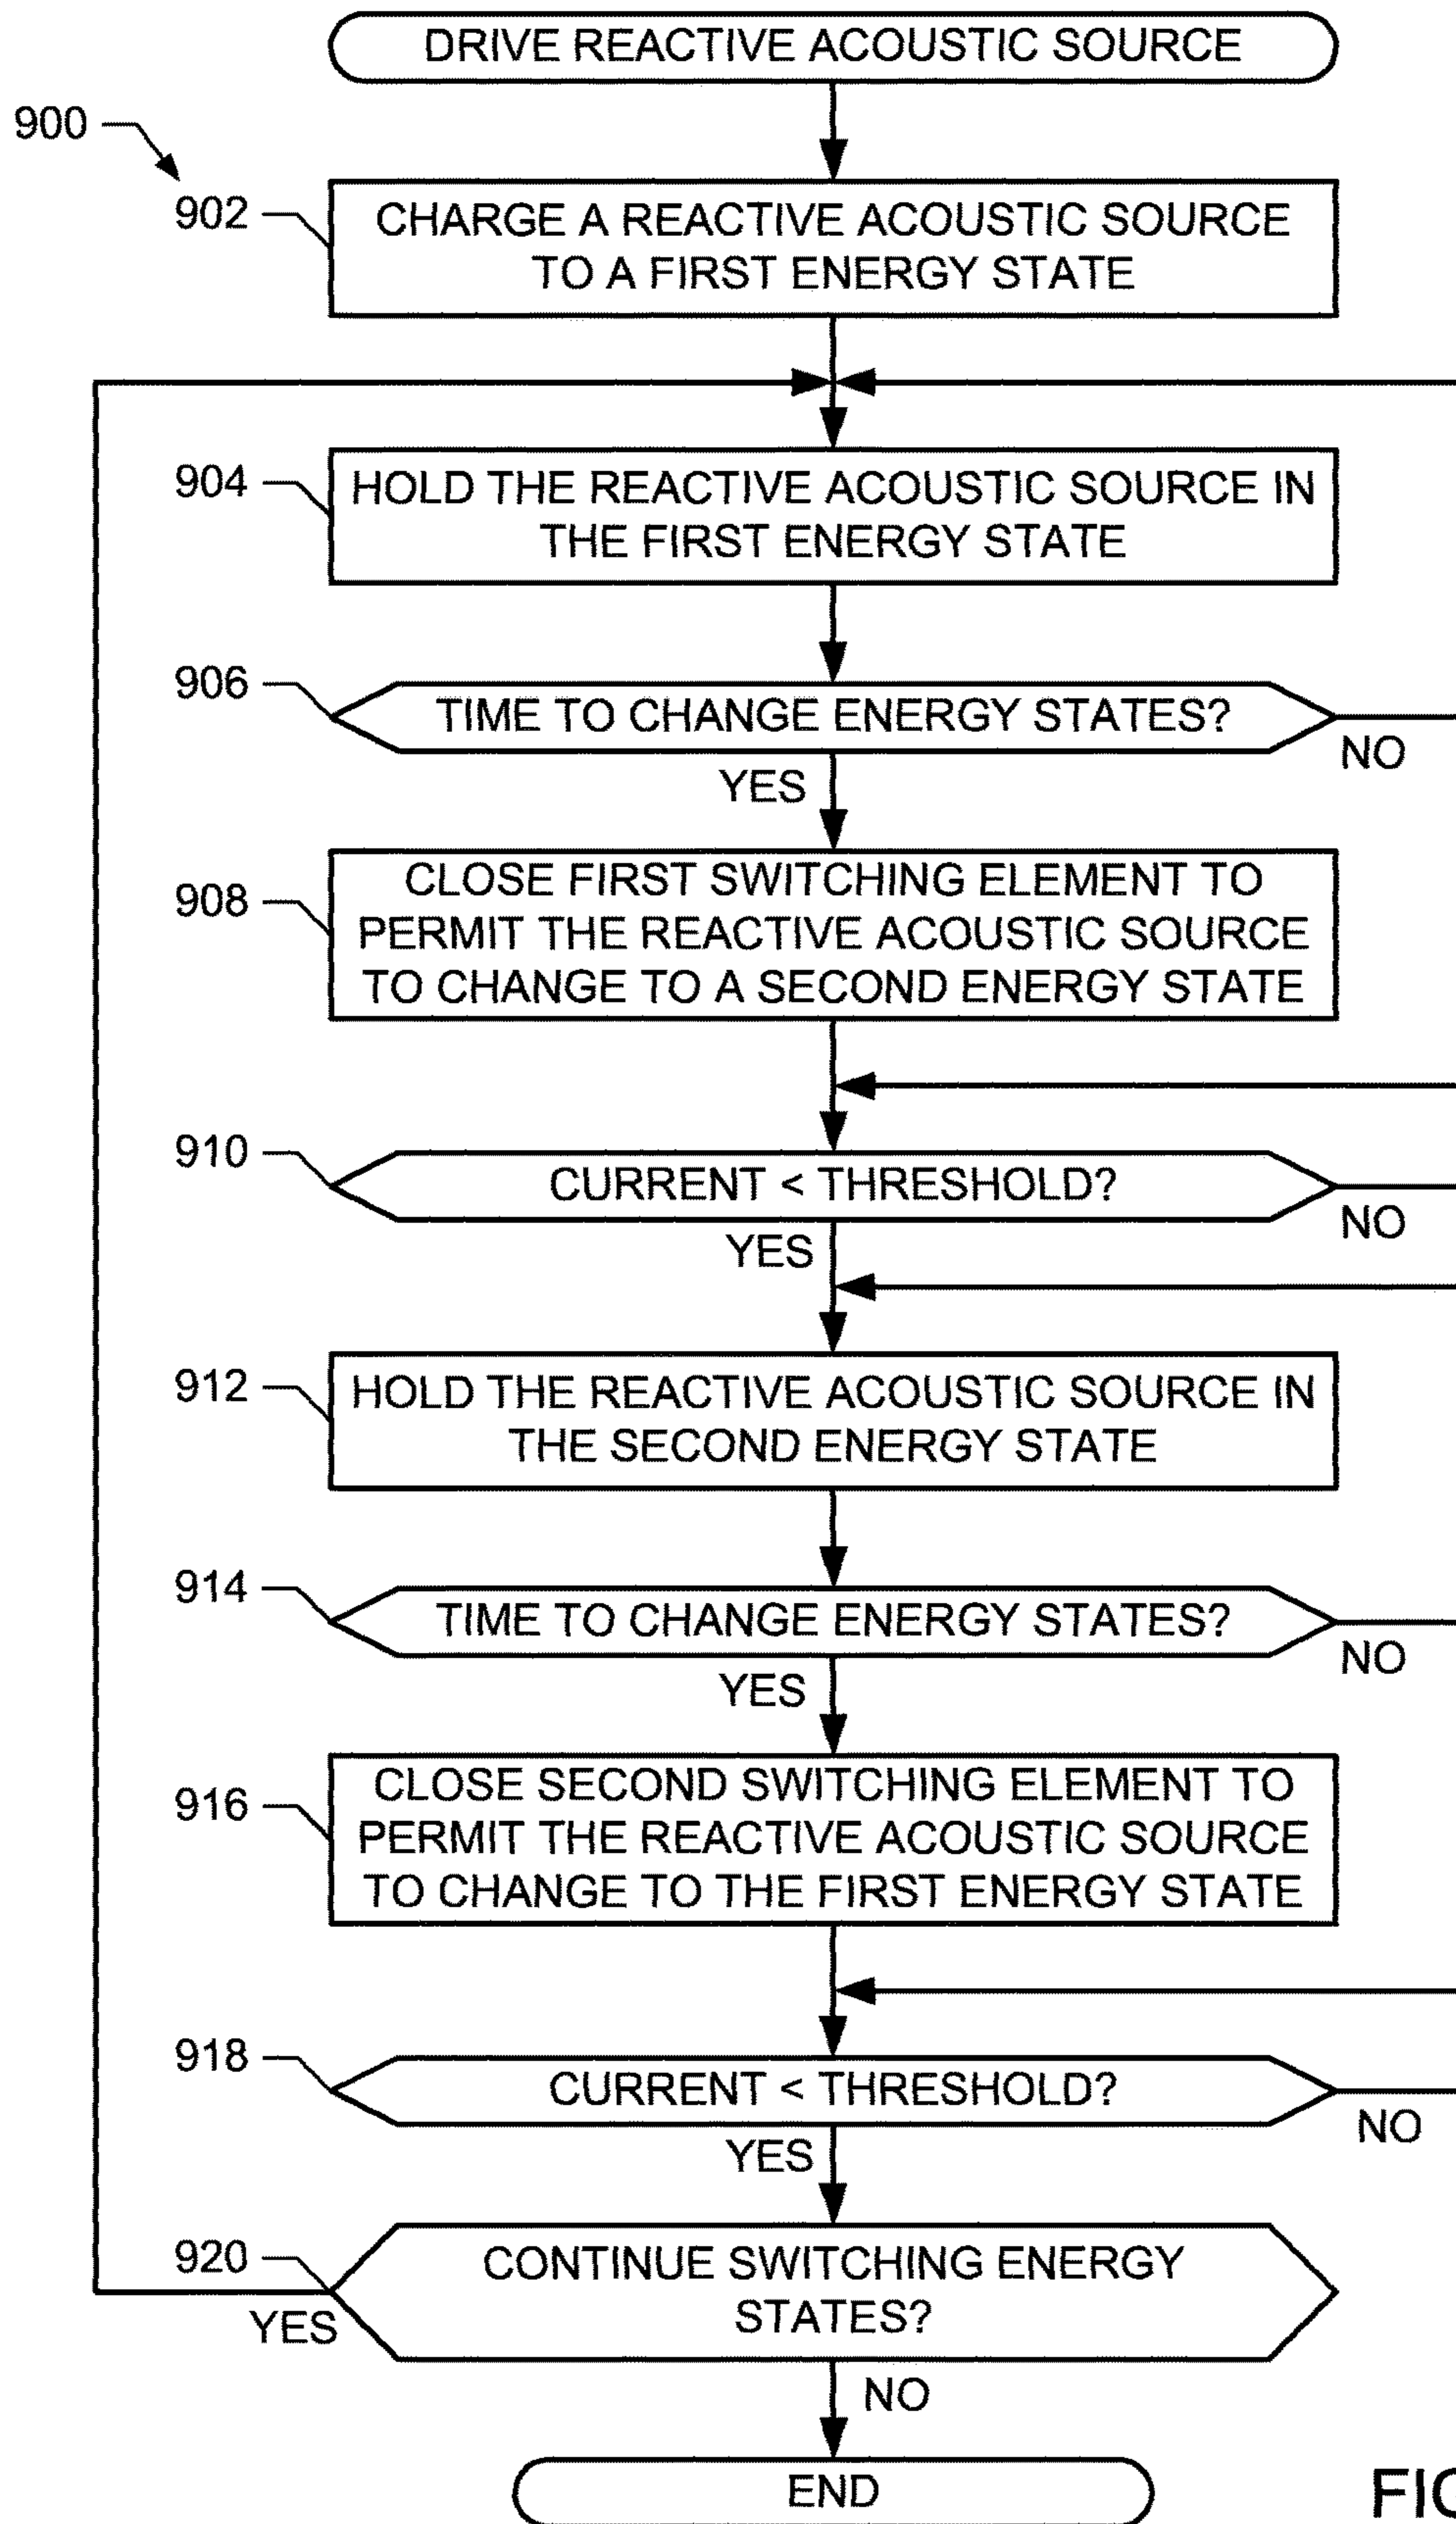 DRIVE REACTIVE ACOUSTIC SOURCE
900
902
CHARGE A REACTIVE ACOUSTIC SOURCE
TO A FIRST ENERGY STATE
904
HOLD THE REACTIVE ACOUSTIC SOURCE IN
THE FIRST ENERGY STATE
906
TIME TO CHANGE ENERGY STATES?
NO
YES
908
CLOSE FIRST SWITCHING ELEMENT TO
PERMIT THE REACTIVE ACOUSTIC SOURCE
TO CHANGE TO A SECOND ENERGY STATE
910
CURRENT < THRESHOLD?
NO
YES
912
HOLD THE REACTIVE ACOUSTIC SOURCE IN
THE SECOND ENERGY STATE
914
TIME TO CHANGE ENERGY STATES?
NO
YES
916
CLOSE SECOND SWITCHING ELEMENT TO
PERMIT THE REACTIVE ACOUSTIC SOURCE
TO CHANGE TO THE FIRST ENERGY STATE
918
CURRENT < THRESHOLD?
NO
YES
920
CONTINUE SWITCHING ENERGY
STATES?
YES
NO
END